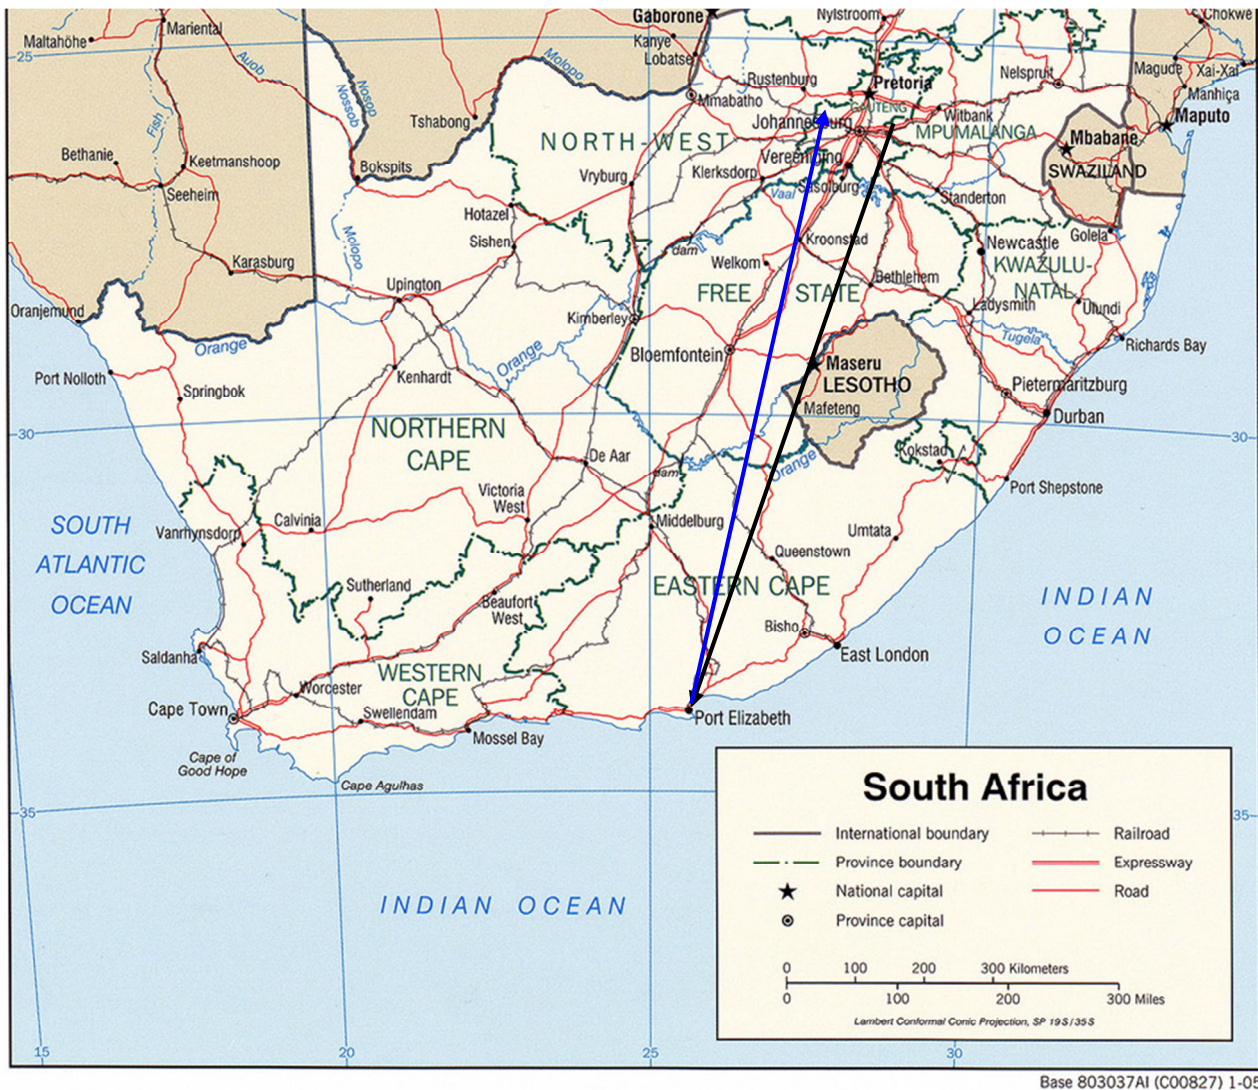 Gaborone
Nylstroom
Chokwe
Mariental
Maltahöhe
Kanye
Lobatse
25
Auob
Nosop
Nossob
Molopo
Rustenburg
Pretoria
Nelspruit
Magude
Xai-Xai
Manhiça
Mmabatho
GAUTENG
Witbank
Maputo
Fish
Tshabong
NORTH-WEST
Johannesburg
MPUMALANGA
Mbabane
Bethanie
Keetmanshoop
Bokspits
Vereeniging
SWAZILAND
Vryburg
Klerksdorp
Sasolburg
Seeheim
Vaal
Standerton
Hotazel
Golela
Molopo
Sishen
dam
Kroonstad
Newcastle
Karasburg
Welkom
KWAZULU-
NATAL
Upington
FREE STATE
Bethlehem
Oranjemund
Kimberley
Ladysmith
Ulundi
Orange
Orange
Bloemfontein
Tugela
Richards Bay
Port Nolloth
Kenhardt
Maseru
LESOTHO
Springbok
Pietermaritzburg
Mafeteng
Durban
30
NORTHERN
CAPE
30
De Aar
Orange
Kokstad
dam
Port Shepstone
Victoria
West
SOUTH
ATLANTIC
OCEAN
Vanrhynsdorp
Calvinia
Middelburg
Umtata
Queenstown
Sutherland
EASTERN CAPE
Beaufort
West
INDIAN
OCEAN
Bisho
Saldanha
East London
WESTERN
CAPE
Worcester
Cape Town
Swellendam
Port Elizabeth
Mossel Bay
Cape of
Good Hope
Cape Agulhas
South Africa
35
35
International boundary
Railroad
Province boundary
Expressway
National capital
Road
Province capital
INDIAN OCEAN
0 100 200 300 Kilometers
0 100 200 300 Miles
Lambert Conformal Conic Projection, SP 19 S / 35 S
15 20 25 30
Base 803037AI (C00827) 1-05